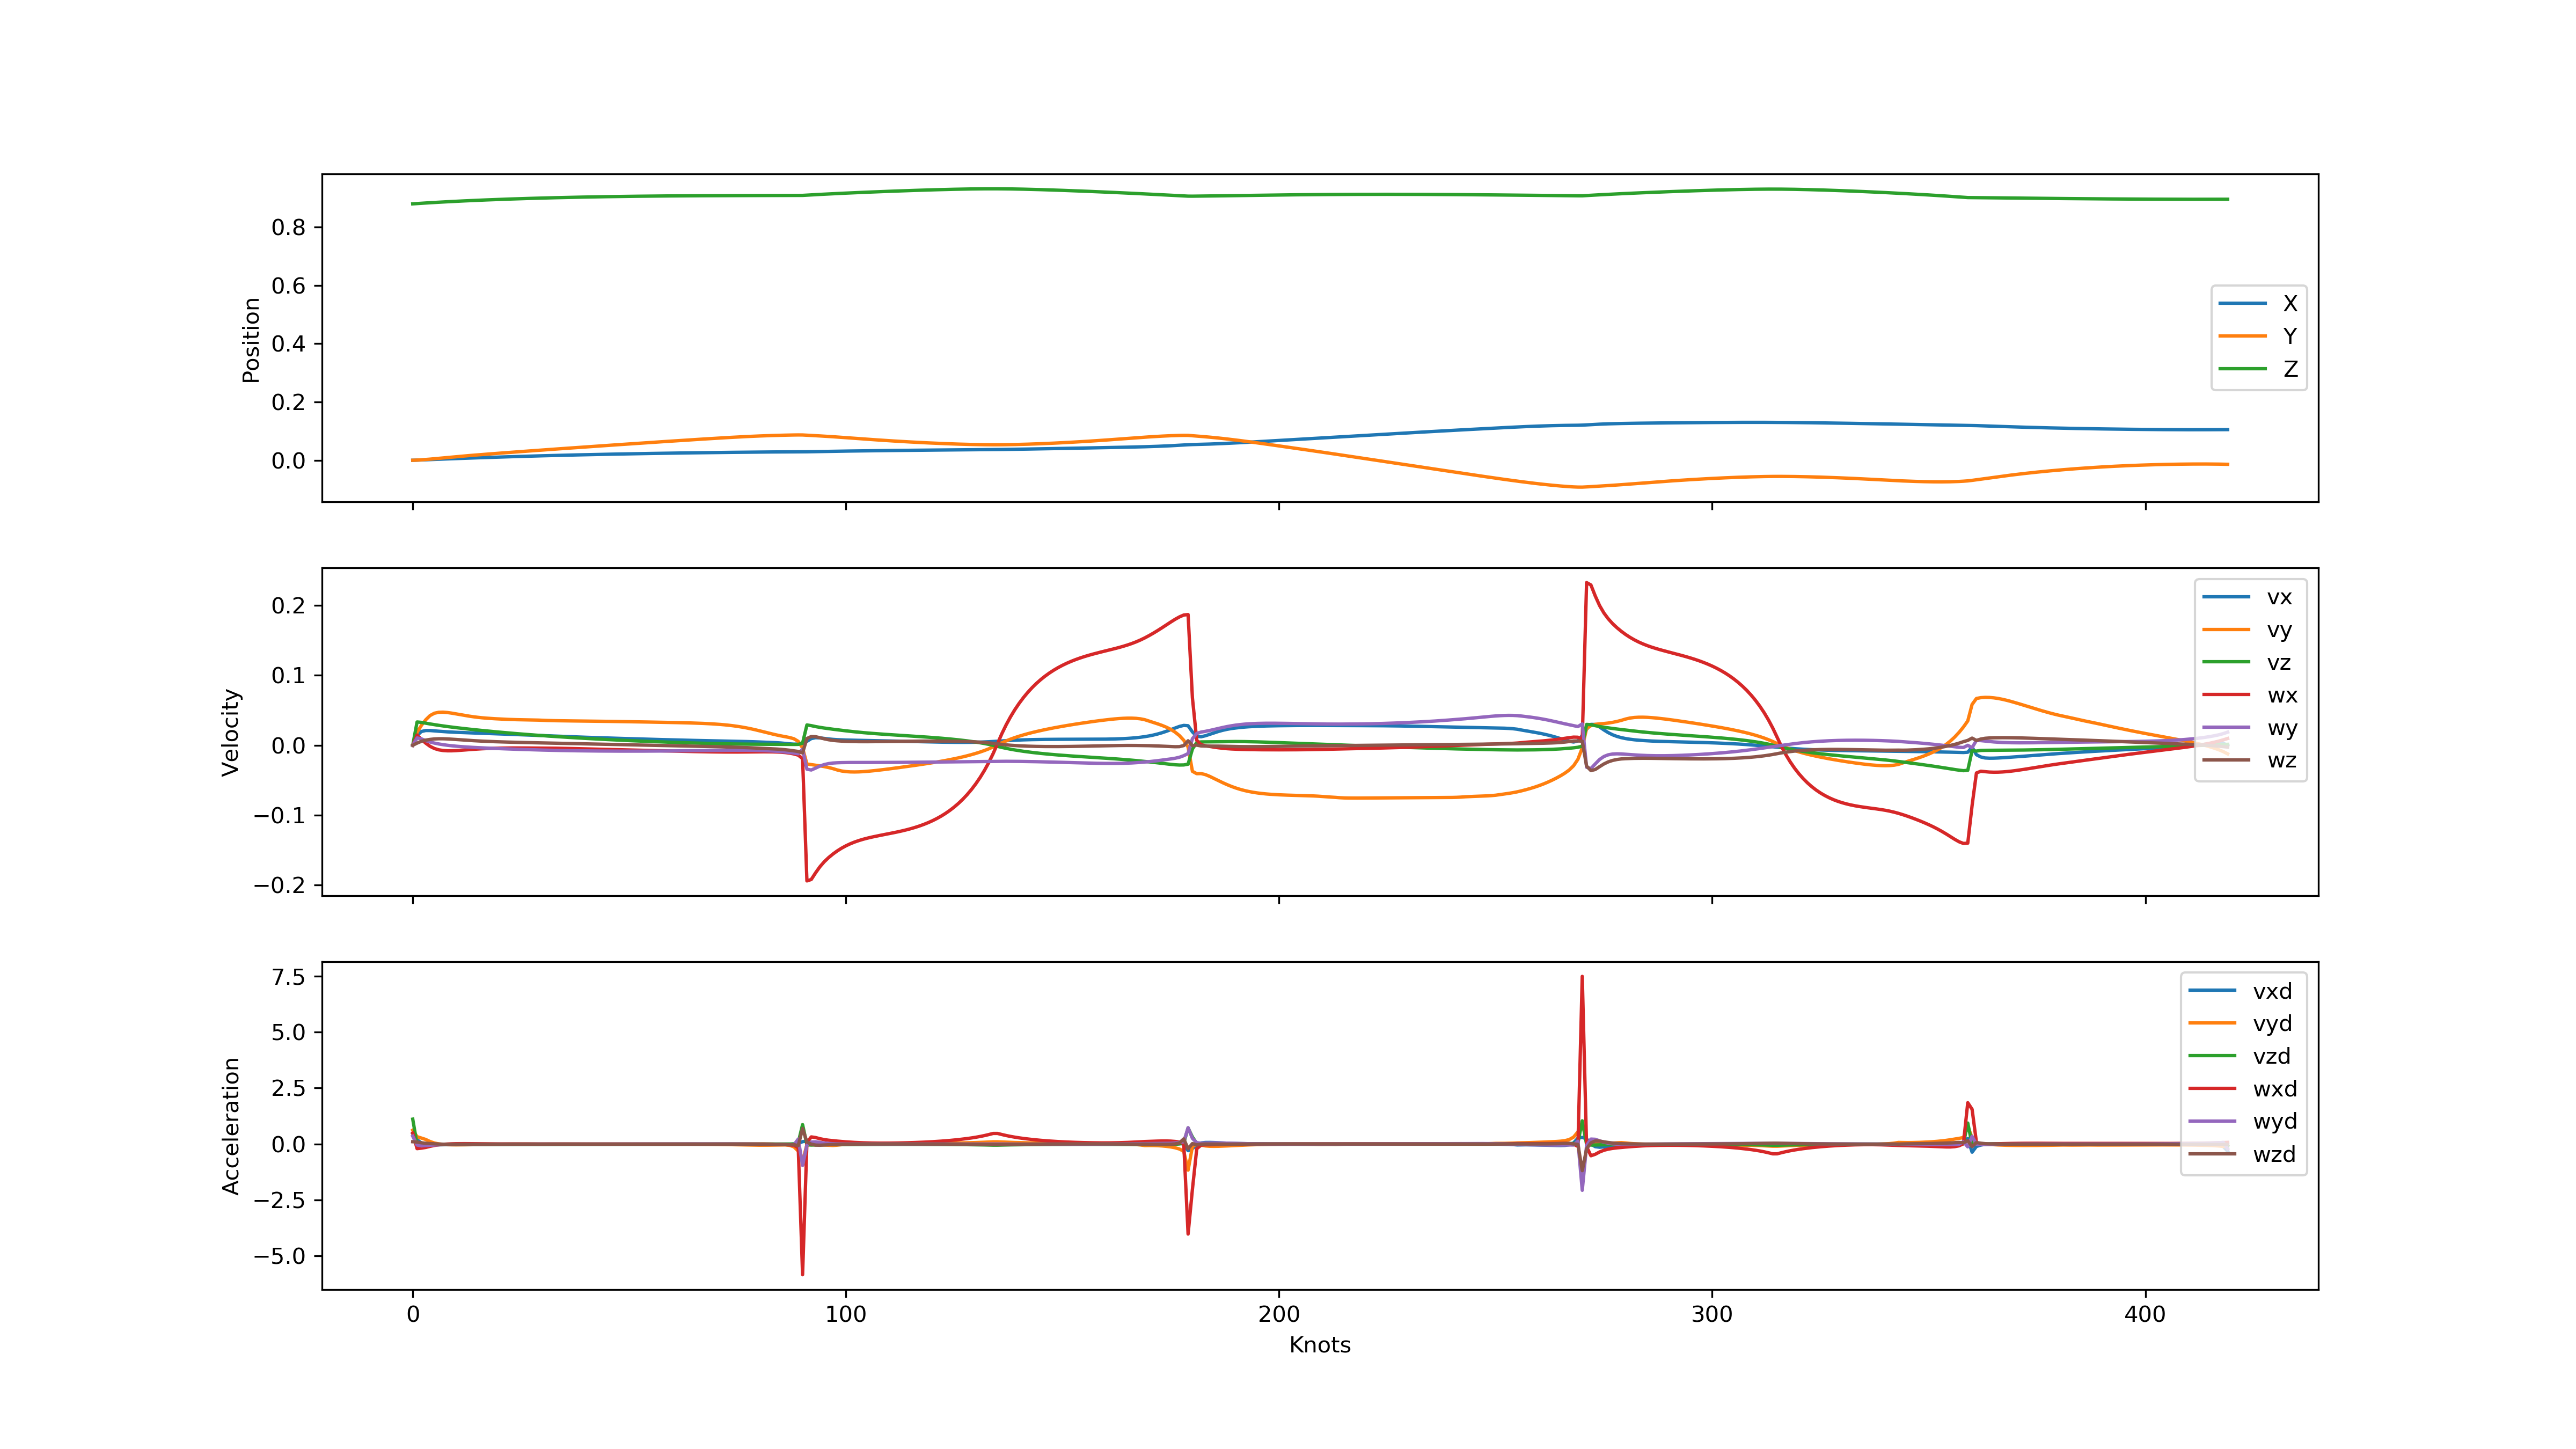 Position
0.8
0.6
0.4
0.2
0.0
X
Y
Z
Velocity
0.2
0.1
0.0
−0.1
−0.2
vx
vy
vz
wx
wy
wz
Acceleration
7.5
5.0
2.5
0.0
−2.5
−5.0
vxd
vyd
vzd
wxd
wyd
wzd
0 100 200 300 400
Knots